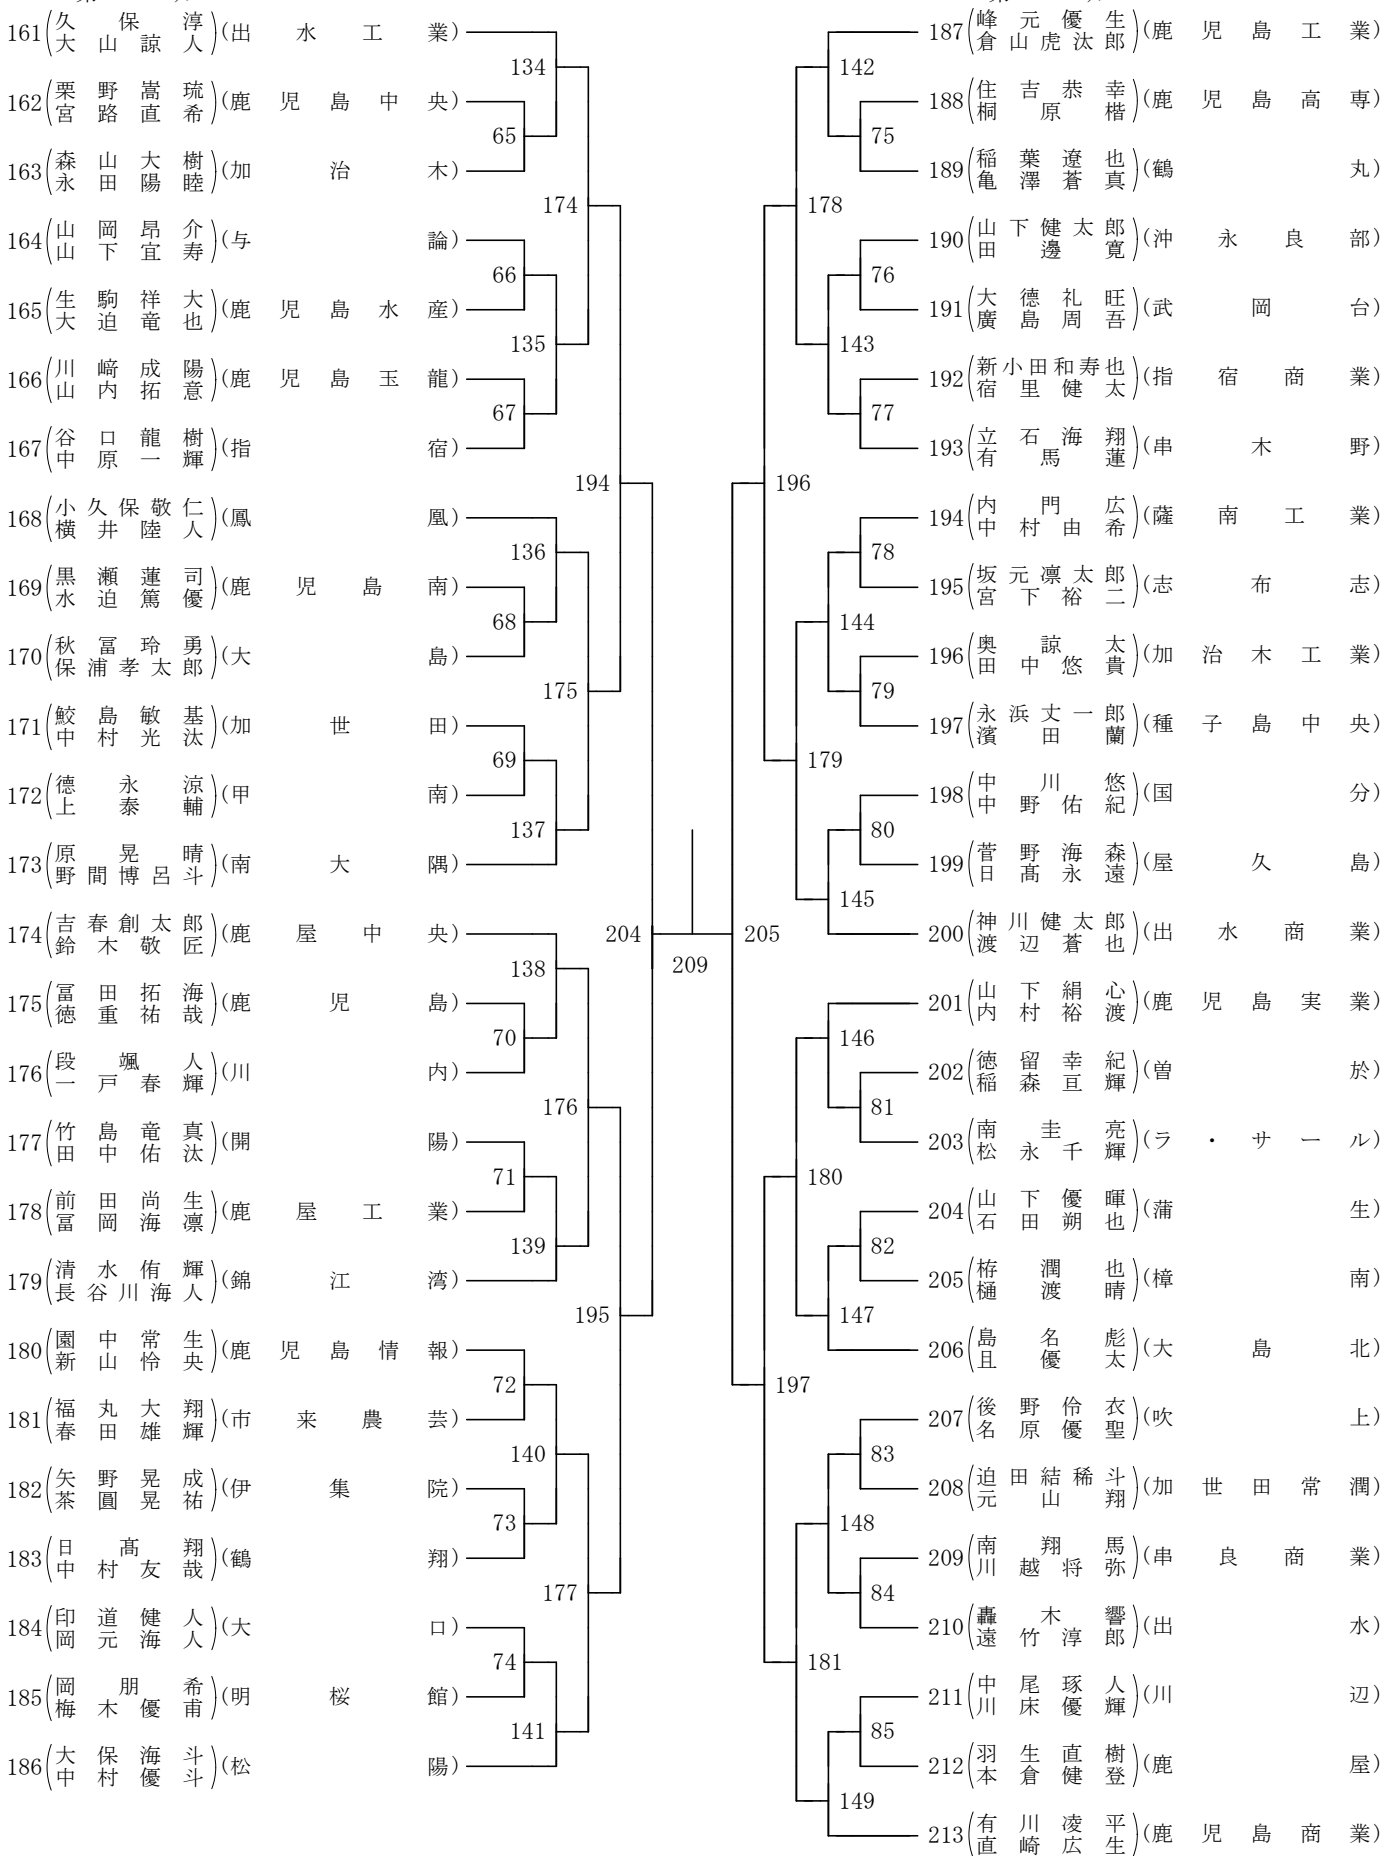 161 久保淳 大山諒人 (出水工業)
162 栗野嵩琉 宮路直希 (鹿児島中央)
163 森山大樹 永田陽睦 (加治木)
164 山岡昂介 山下宜寿 (与論)
165 生駒祥大 大迫竜也 (鹿児島水産)
166 川﨑成陽 山内拓意 (鹿児島玉龍)
167 谷口龍樹 中原一輝 (指宿)
168 小久保敬仁 横井陸人 (鳳凰)
169 黒瀬蓮司 水迫篤優 (鹿児島南)
170 秋冨玲勇 保浦孝太郎 (大島)
171 鮫島敏基 中村光汰 (加世田)
172 德永涼 上泰輔 (甲南)
173 原晃晴 野間博呂斗 (南大隅)
174 吉春創太郎 鈴木敬匠 (鹿屋中央)
175 冨田拓海 徳重祐哉 (鹿児島)
176 段颯人 一戸春輝 (川内)
177 竹島竜真 田中佑汰 (開陽)
178 前田尚生 冨岡海凛 (鹿屋工業)
179 清水侑輝 長谷川海人 (錦江湾)
180 園中常生 新山怜央 (鹿児島情報)
181 福丸大翔 春田雄輝 (市来農芸)
182 矢野晃成 茶圓晃祐 (伊集院)
183 日髙翔 中村友哉 (鶴翔)
184 印道健人 岡元海人 (大口)
185 岡朋希 梅木優甫 (明桜館)
186 大保海斗 中村優斗 (松陽)
134
65
174
66
135
67
194
136
68
175
69
137
204
138
70
176
71
139
195
72
140
73
177
74
141
209
187 峰元優生 倉山虎汰郎 (鹿児島工業)
188 住吉恭幸 桐原楷 (鹿児島高専)
189 稲葉遼也 亀澤蒼真 (鶴丸)
190 山下健太郎 田邊寛 (沖永良部)
191 大德礼旺 廣島周吾 (武岡台)
192 新小田和寿也 宿里健太 (指宿商業)
193 立石海翔 有馬蓮 (串木野)
194 内門広 中村由希 (薩南工業)
195 坂元凛太郎 宮下裕二 (志布志)
196 奥諒太 田中悠貴 (加治木工業)
197 永浜丈一郎 濱田蘭 (種子島中央)
198 中川悠 中野佑紀 (国分)
199 菅野海森 日髙永遠 (屋久島)
200 神川健太郎 渡辺蒼也 (出水商業)
201 山下絹心 内村裕渡 (鹿児島実業)
202 徳留幸紀 稲森亘輝 (曽於)
203 南圭亮 松永千輝 (ラ・サール)
204 山下優暉 石田朔也 (蒲生)
205 栫潤也 樋渡晴 (樟南)
206 島名彪 且優太 (大島北)
207 後野伶衣 名原優聖 (吹上)
208 迫田結稀斗 元山翔 (加世田常潤)
209 南翔馬 川越将弥 (串良商業)
210 轟木響 遠竹淳郎 (出水)
211 中尾琢人 川床優輝 (川辺)
212 羽生直樹 本倉健登 (鹿屋)
213 有川凌平 直崎広生 (鹿児島商業)
142
75
178
76
143
77
196
78
144
79
179
80
145
205
146
81
180
82
147
197
83
148
84
181
85
149